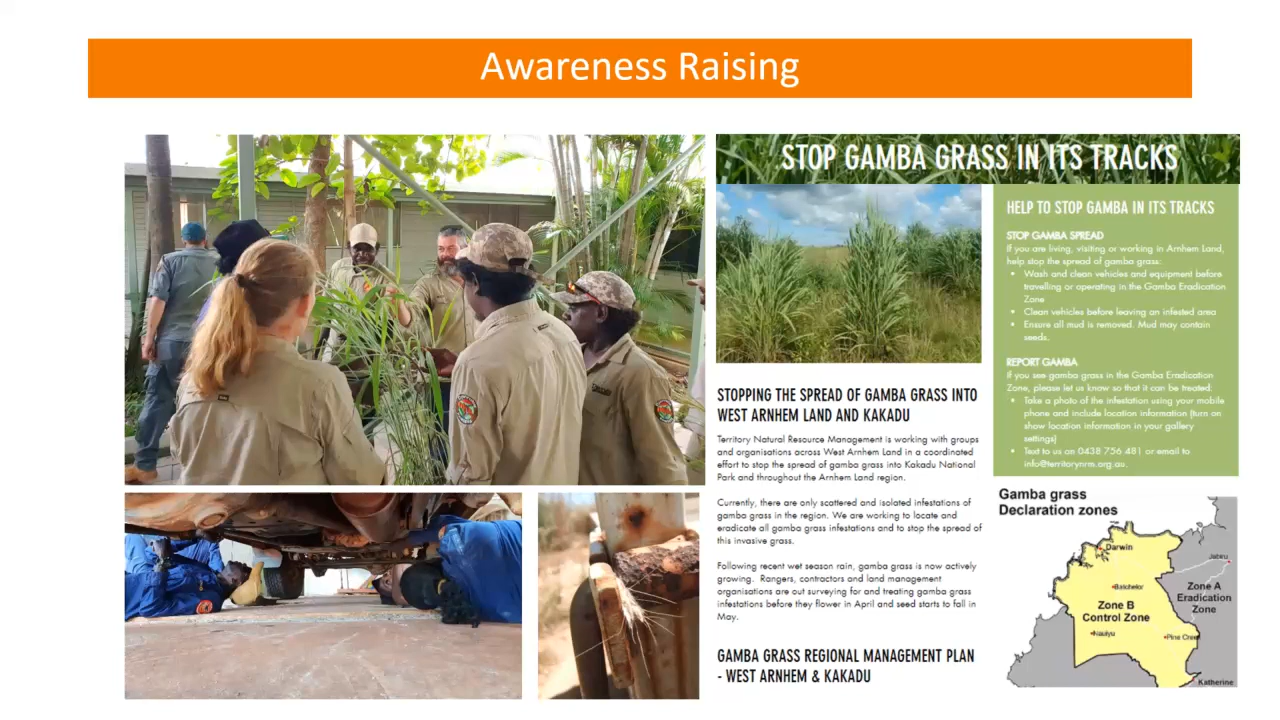 Awareness Raising
STOP GAMBA GRASS IN ITS TRACKS
STOPPING THE SPREAD OF GAMBA GRASS INTO
WEST ARNHEM LAND AND KAKADU
Territory Natural Resource Management is working with groups
and organisations across West Arnhem Land in a coordinated
effort to stop the spread of gamba grass into Kakadu National
Park and throughout the Arnhem Land region.
Currently, there are only scattered and isolated infestations of
gamba grass in the region. We are working to locate and
eradicate all gamba grass infestations and to stop the spread of
this invasive grass.
Following recent wet season rain, gamba grass is now actively
growing. Rangers, contractors and land management
organisations are out surveying for and treating gamba grass
infestations before they flower in April and seed starts to fall in
May.
GAMBA GRASS REGIONAL MANAGEMENT PLAN
- WEST ARNHEM & KAKADU
HELP TO STOP GAMBA IN ITS TRACKS
STOP GAMBA SPREAD
If you are living, visiting or working in Arnhem Land,
help stop the spread of gamba grass:
• Wash and clean vehicles and equipment before
travelling or operating in the Gamba Eradication
Zone
• Clean vehicles before leaving an infested area
• Ensure all mud is removed. Mud may contain
seeds.
REPORT GAMBA
If you see gamba grass in the Gamba Eradication
Zone, please let us know so that it can be treated:
• Take a photo of the infestation using your mobile
phone and include location information (turn on
show location information in your gallery
settings)
• Text to us on 0438 756 481 or email to
info@territorynrm.org.au.
Gamba grass
Declaration zones
Darwin
Jabiru
Batchelor
Zone A
Eradication
Zone
Zone B
Control Zone
Nauiyu
Pine Creek
Katherine